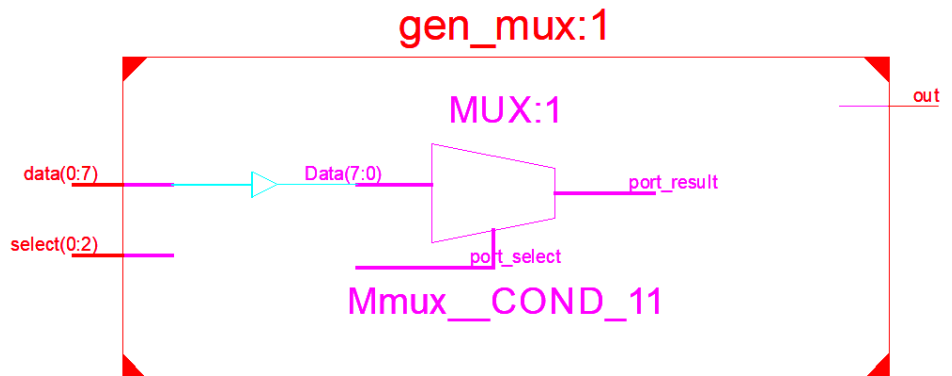 gen_mux:1
out
MUX:1
data(0:7)
Data(7:0)
port_result
select(0:2)
port_select
Mmux__COND_11